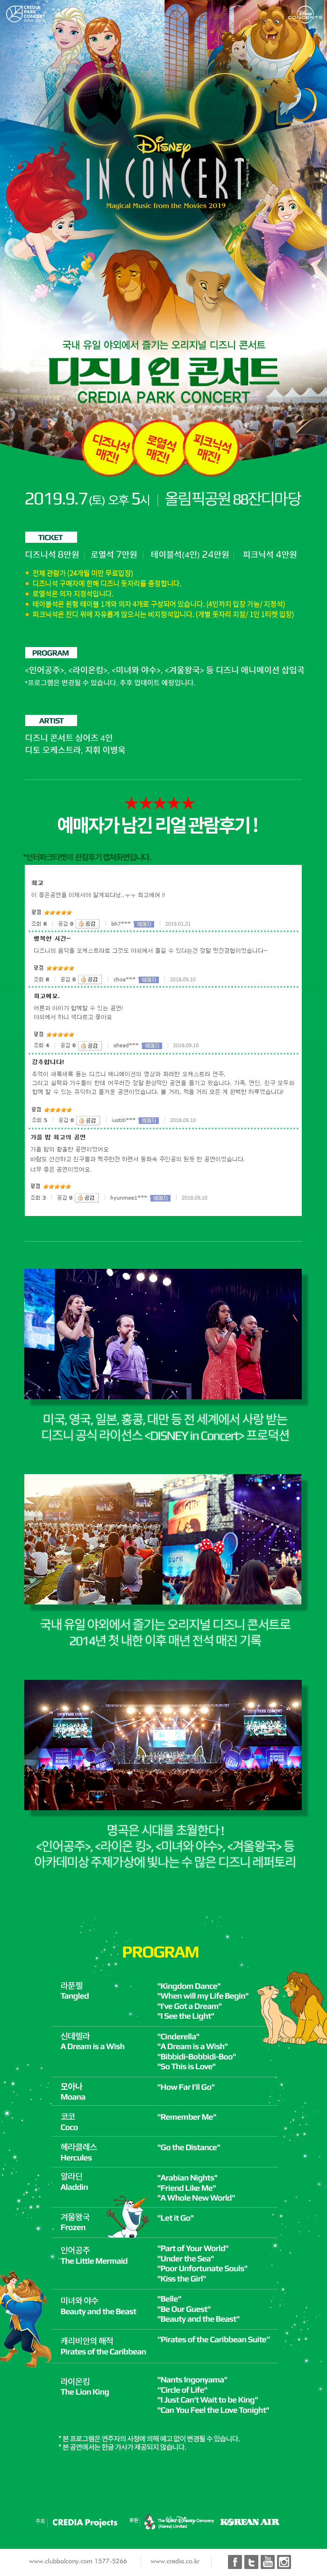 CREDIA
PARK
CONCERT
Disney
CONCERTS
Disney
IN CONCERT
Magical Music from the Movies 2019
국내 유일 야외에서 즐기는 오리지널 디즈니 콘서트
디즈니 인 콘서트
CREDIA PARK CONCERT
디즈니석
매진!
로열석
매진!
피크닉석
매진!
2019.9.7(토) 오후 5시 | 올림픽공원 88잔디마당
TICKET
디즈니석 8만원 | 로열석 7만원 | 테이블석(4인) 24만원 | 피크닉석 4만원
• 전체 관람가 (24개월 미만 무료입장)
• 디즈니석 구매자에 한해 디즈니 돗자리를 증정합니다.
• 로열석은 의자 지정석입니다.
• 테이블석은 원형 테이블 1개와 의자 4개로 구성되어 있습니다. (4인까지 입장 가능/ 지정석)
• 피크닉석은 잔디 위에 자유롭게 앉으시는 비지정석입니다. (개별 돗자리 지참/ 1인 1티켓 입장)
PROGRAM
<인어공주>, <라이온킹>, <미녀와 야수>, <겨울왕국> 등 디즈니 애니메이션 삽입곡
*프로그램은 변경될 수 있습니다. 추후 업데이트 예정입니다.
ARTIST
디즈니 콘서트 싱어즈 4인
디토 오케스트라, 지휘 이병욱
★★★★★
예매자가 남긴 리얼 관람후기 !
*인터파크티켓의 관람후기 캡쳐화면입니다.
최고
이 좋은공연을 이제서야 알게되다닝..ㅜㅜ 최고에여 !!
평점 ★★★★★
조회 8 | 공감 0 공감 | bh7*** 예매자 | 2019.01.31
행복한 시간~
디즈니의 음악을 오케스트라로 그것도 야외에서 즐길 수 있다는건 정말 멋진경험이었습니다~
평점 ★★★★★
조회 8 | 공감 0 공감 | choa*** 예매자 | 2018.09.10
최고예요.
어른과 아이가 함께할 수 있는 공연!
야외에서 하니 색다르고 좋아요
평점 ★★★★★
조회 4 | 공감 0 공감 | shead*** 예매자 | 2018.09.10
강추합니다!
추억이 새록새록 돋는 디즈니 애니메이션의 영상과 화려한 오케스트라 연주,
그리고 실력파 가수들이 한데 어우러진 정말 환상적인 공연을 즐기고 왔습니다. 가족, 연인, 친구 모두와
함께 할 수 있는 프릭하고 즐거운 공연이었습니다. 볼 거리, 먹을 거리 모든 게 완벽한 하루였습니다!
평점 ★★★★★
조회 5 | 공감 0 공감 | iustiti*** 예매자 | 2018.09.10
가을 밤 최고의 공연
가을 밤의 황홀한 공연이었어요
바람도 선선하고 친구들과 맥주한잔 하면서 동화속 주인공이 된듯 한 공연이었습니다.
너무 좋은 공연이었어요.
평점 ★★★★★
조회 3 | 공감 0 공감 | hyunmee1*** 예매자 | 2018.09.10
미국, 영국, 일본, 홍콩, 대만 등 전 세계에서 사랑 받는
디즈니 공식 라이선스 <DISNEY in Concert> 프로덕션
국내 유일 야외에서 즐기는 오리지널 디즈니 콘서트로
2014년 첫 내한 이후 매년 전석 매진 기록
명곡은 시대를 초월한다 !
<인어공주>, <라이온 킹>, <미녀와 야수>, <겨울왕국> 등
아카데미상 주제가상에 빛나는 수 많은 디즈니 레퍼토리
PROGRAM
라푼젤
Tangled
"Kingdom Dance"
"When will my Life Begin"
"I've Got a Dream"
"I See the Light"
신데렐라
A Dream is a Wish
"Cinderella"
"A Dream is a Wish"
"Bibbidi-Bobbidi-Boo"
"So This is Love"
모아나
Moana
"How Far I'll Go"
코코
Coco
"Remember Me"
헤라클레스
Hercules
"Go the Distance"
알라딘
Aladdin
"Arabian Nights"
"Friend Like Me"
"A Whole New World"
겨울왕국
Frozen
"Let it Go"
인어공주
The Little Mermaid
"Part of Your World"
"Under the Sea"
"Poor Unfortunate Souls"
"Kiss the Girl"
미녀와 야수
Beauty and the Beast
"Belle"
"Be Our Guest"
"Beauty and the Beast"
캐리비안의 해적
Pirates of the Caribbean
"Pirates of the Caribbean Suite"
라이온킹
The Lion King
"Nants Ingonyama"
"Circle of Life"
"I Just Can't Wait to be King"
"Can You Feel the Love Tonight"
* 본 프로그램은 연주자의 사정에 의해 예고 없이 변경될 수 있습니다.
* 본 공연에서는 한글 가사가 제공되지 않습니다.
주최 | CREDIA Projects 후원 | The Walt Disney Company (Korea) Limited KOREAN AIR
www.clubbalcony.com 1577-5266 | www.credia.co.kr